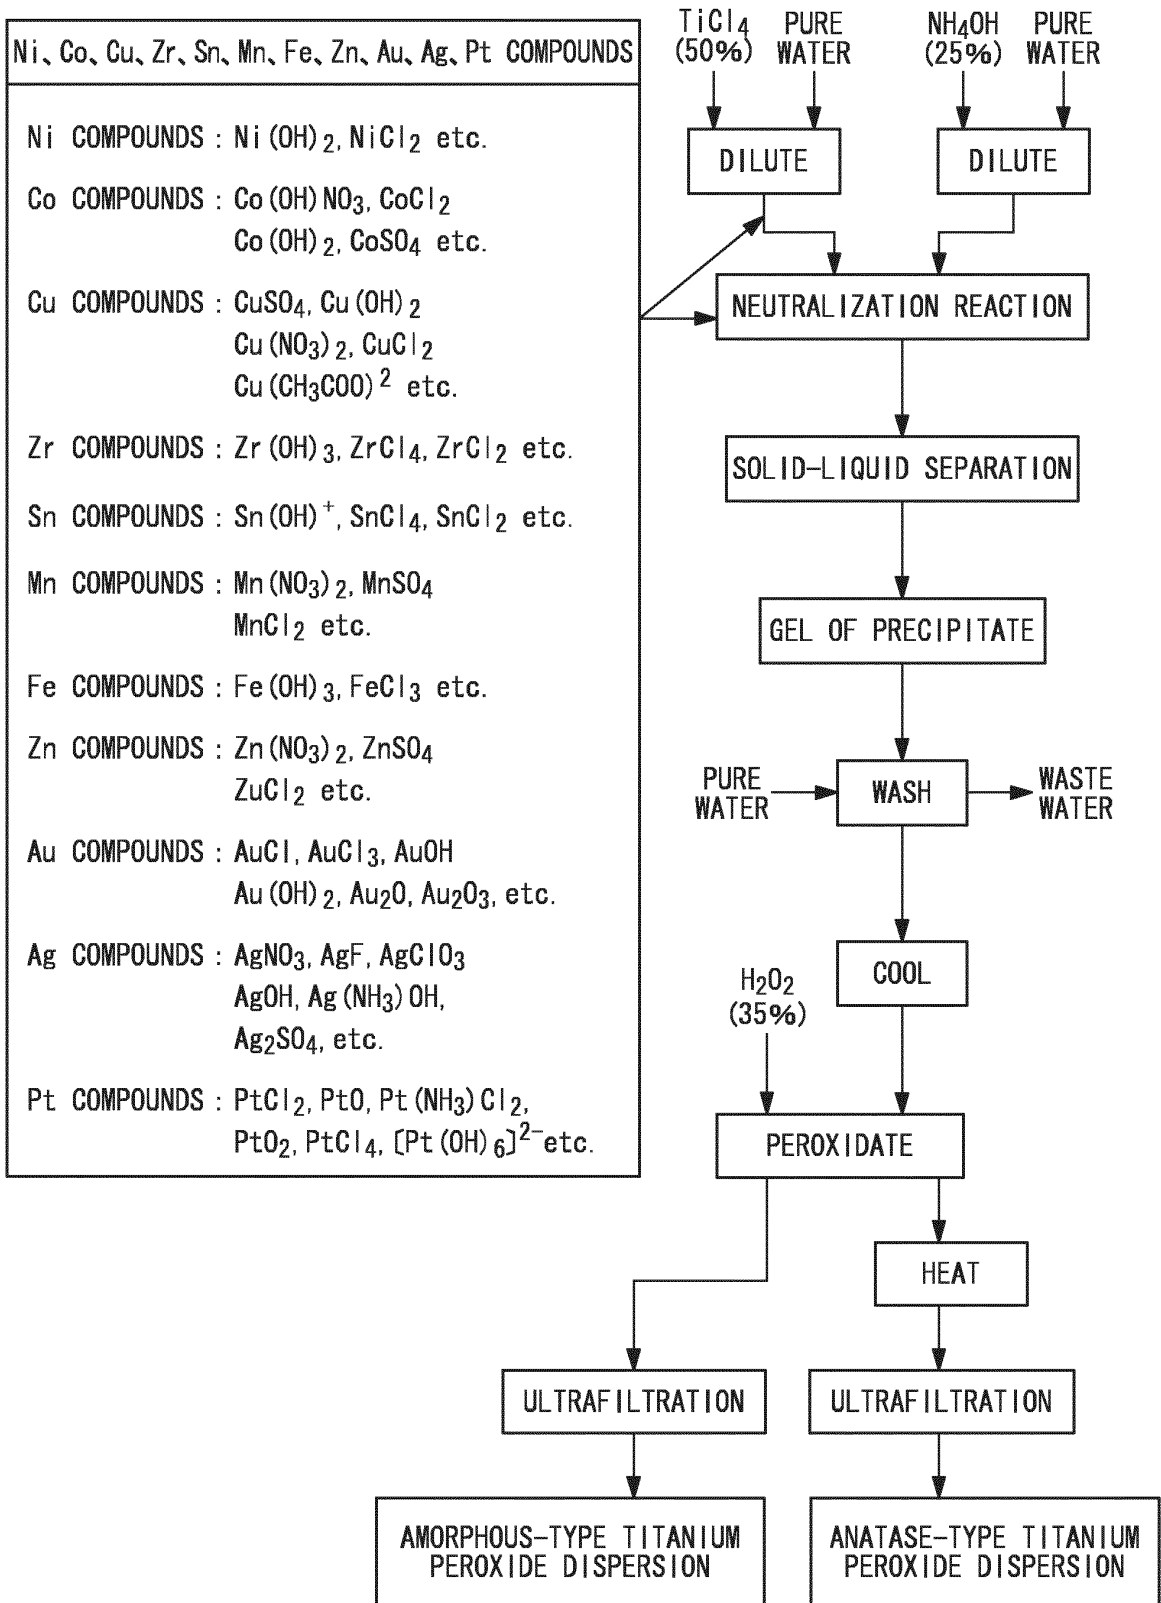 Ni、Co、Cu、Zr、Sn、Mn、Fe、Zn、Au、Ag、Pt COMPOUNDS
Ni COMPOUNDS : Ni(OH)2, NiCl2 etc.
Co COMPOUNDS : Co(OH)NO3, CoCl2
Co(OH)2, CoSO4 etc.
Cu COMPOUNDS : CuSO4, Cu(OH)2
Cu(NO3)2, CuCl2
Cu(CH3COO)² etc.
Zr COMPOUNDS : Zr(OH)3, ZrCl4, ZrCl2 etc.
Sn COMPOUNDS : Sn(OH)⁺, SnCl4, SnCl2 etc.
Mn COMPOUNDS : Mn(NO3)2, MnSO4
MnCl2 etc.
Fe COMPOUNDS : Fe(OH)3, FeCl3 etc.
Zn COMPOUNDS : Zn(NO3)2, ZnSO4
ZuCl2 etc.
Au COMPOUNDS : AuCl, AuCl3, AuOH
Au(OH)2, Au2O, Au2O3, etc.
Ag COMPOUNDS : AgNO3, AgF, AgClO3
AgOH, Ag(NH3)OH,
Ag2SO4, etc.
Pt COMPOUNDS : PtCl2, PtO, Pt(NH3)Cl2,
PtO2, PtCl4, [Pt(OH)6]²⁻etc.
TiCl4
(50%)
PURE
WATER
NH4OH
(25%)
PURE
WATER
DILUTE
DILUTE
NEUTRALIZATION REACTION
SOLID-LIQUID SEPARATION
GEL OF PRECIPITATE
PURE
WATER
WASH
WASTE
WATER
COOL
H2O2
(35%)
PEROXIDATE
HEAT
ULTRAFILTRATION
ULTRAFILTRATION
AMORPHOUS-TYPE TITANIUM
PEROXIDE DISPERSION
ANATASE-TYPE TITANIUM
PEROXIDE DISPERSION